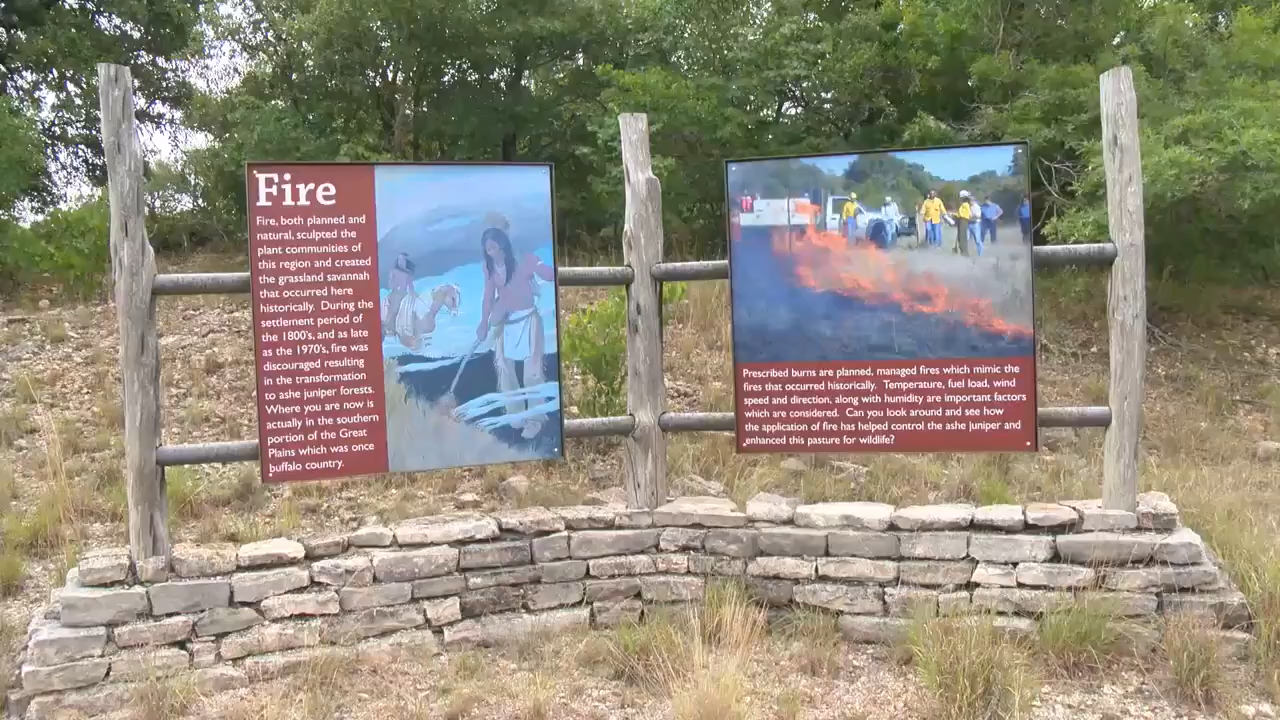 Fire
Fire, both planned and
natural, sculpted the
plant communities of
this region and created
the grassland savannah
that occurred here
historically. During the
settlement period of
the 1800's, and as late
as the 1970's, fire was
discouraged resulting
in the transformation
to ashe juniper forests.
Where you are now is
actually in the southern
portion of the Great
Plains which was once
buffalo country.
Prescribed burns are planned, managed fires which mimic the
fires that occurred historically. Temperature, fuel load, wind
speed and direction, along with humidity are important factors
which are considered. Can you look around and see how
the application of fire has helped control the ashe juniper and
enhanced this pasture for wildlife?